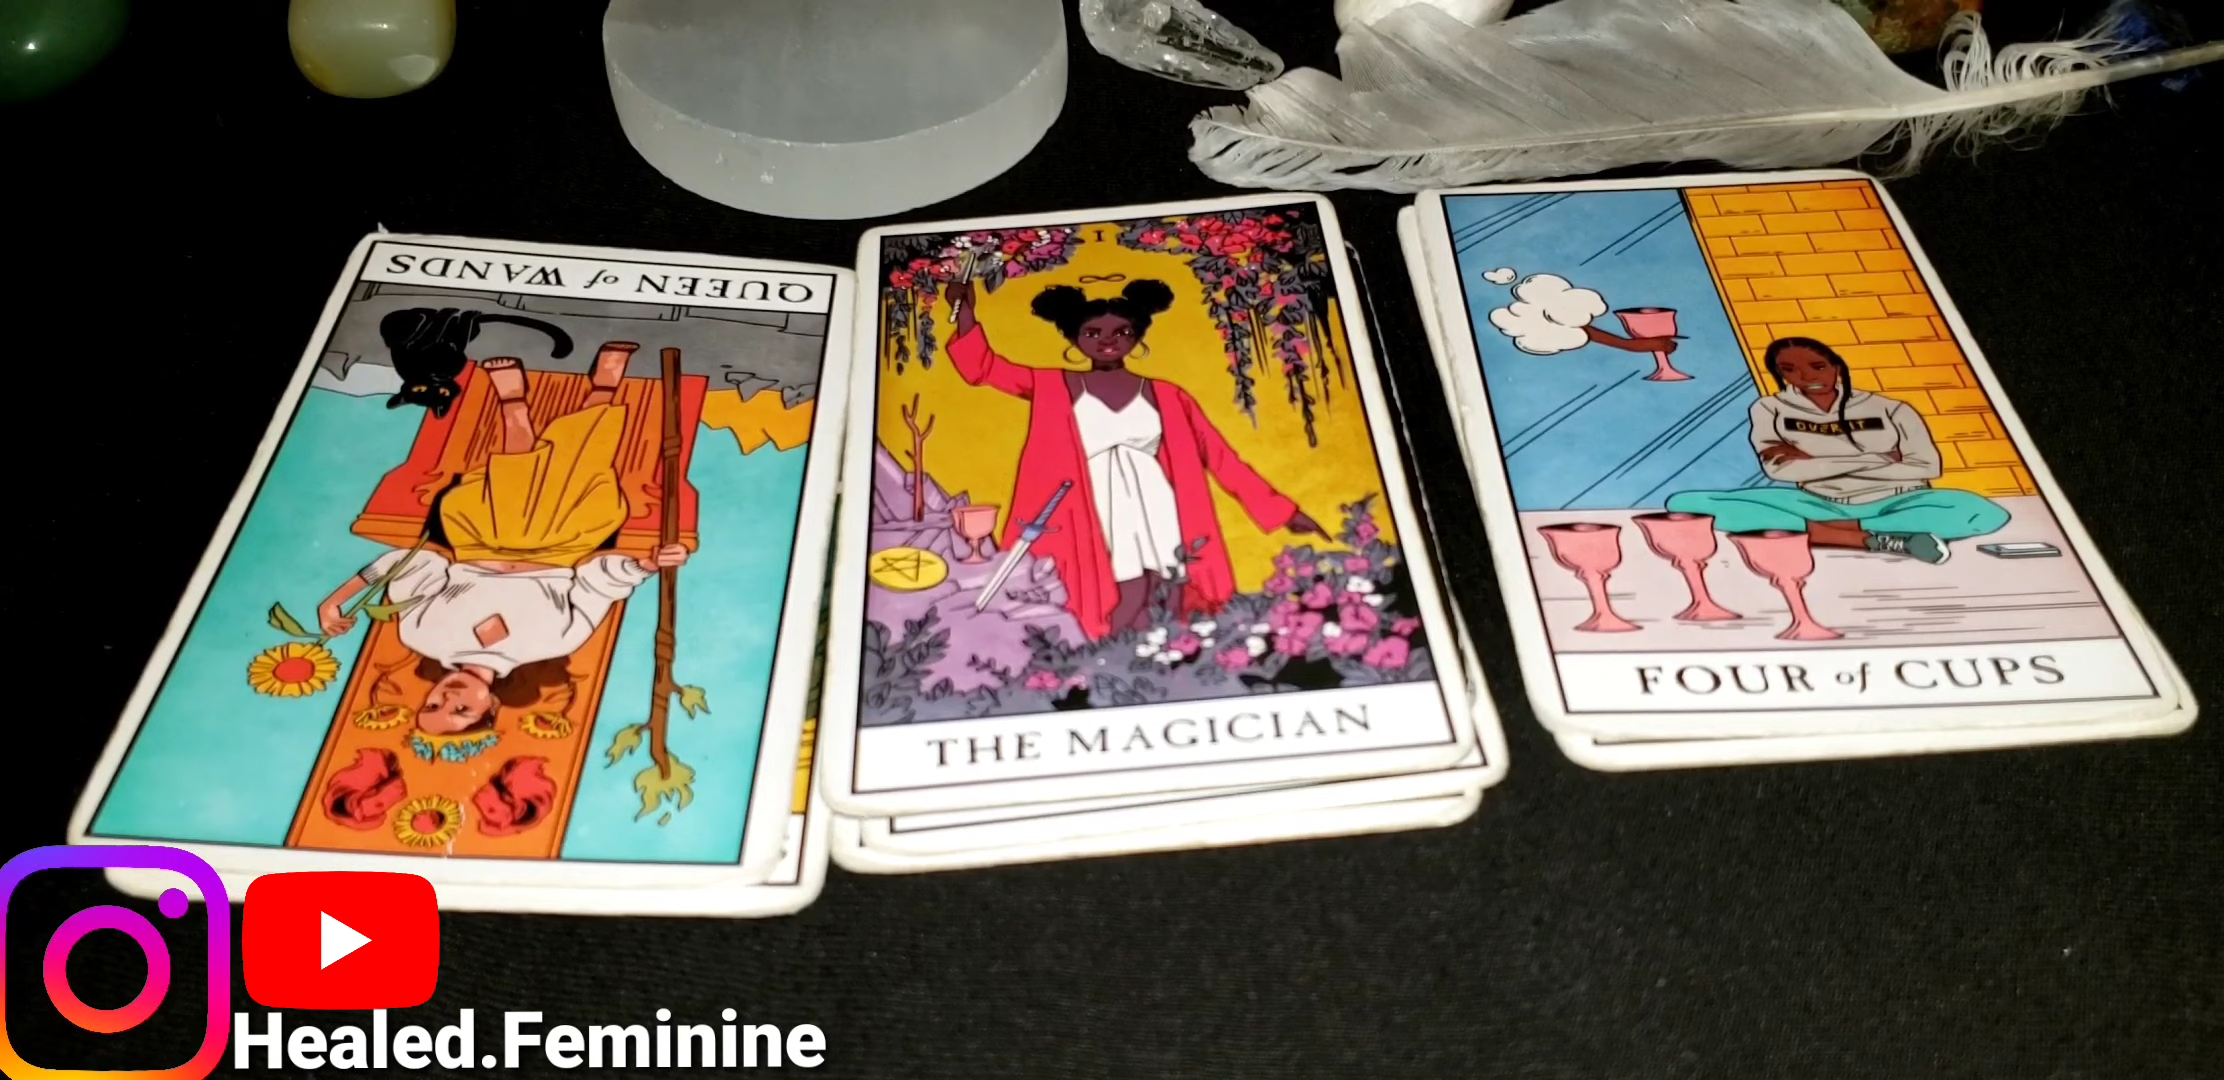 QUEEN of WANDS
I
THE MAGICIAN
OVER IT
FOUR of CUPS
Healed.Feminine